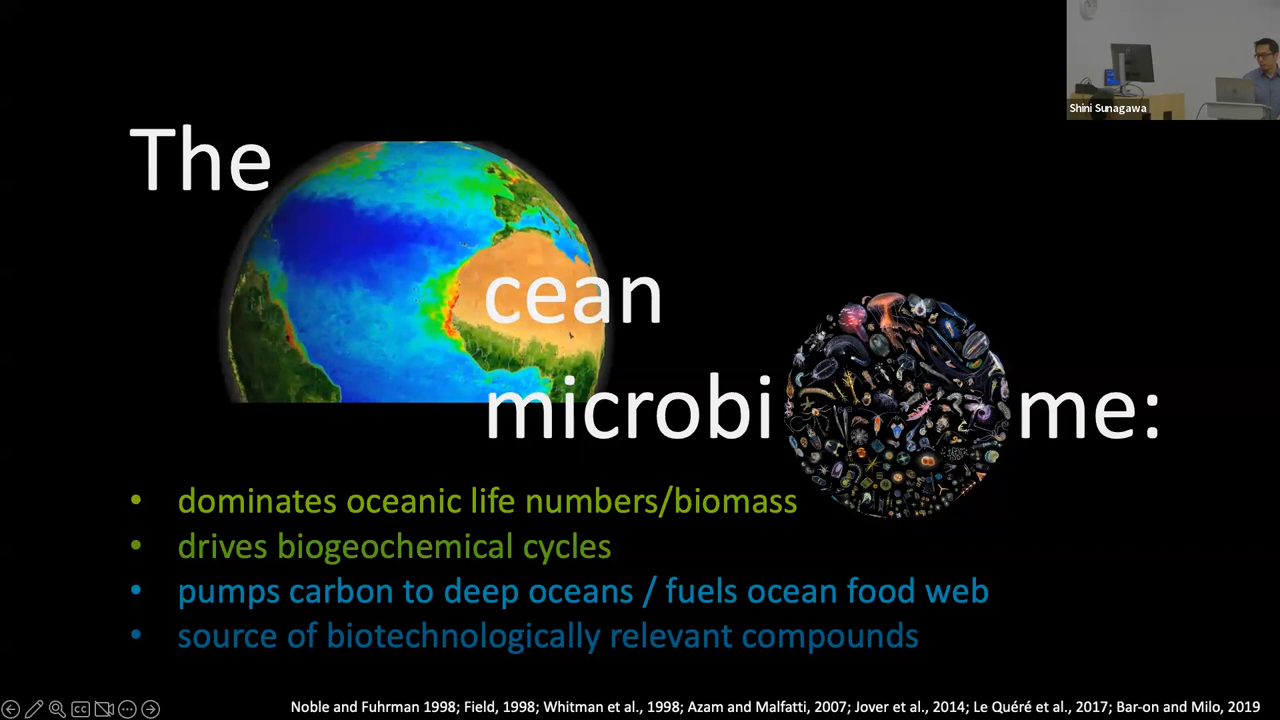 Shini Sunagawa
The
cean
microbi me:
• dominates oceanic life numbers/biomass
• drives biogeochemical cycles
• pumps carbon to deep oceans / fuels ocean food web
• source of biotechnologically relevant compounds
CC
Noble and Fuhrman 1998; Field, 1998; Whitman et al., 1998; Azam and Malfatti, 2007; Jover et al., 2014; Le Quéré et al., 2017; Bar-on and Milo, 2019